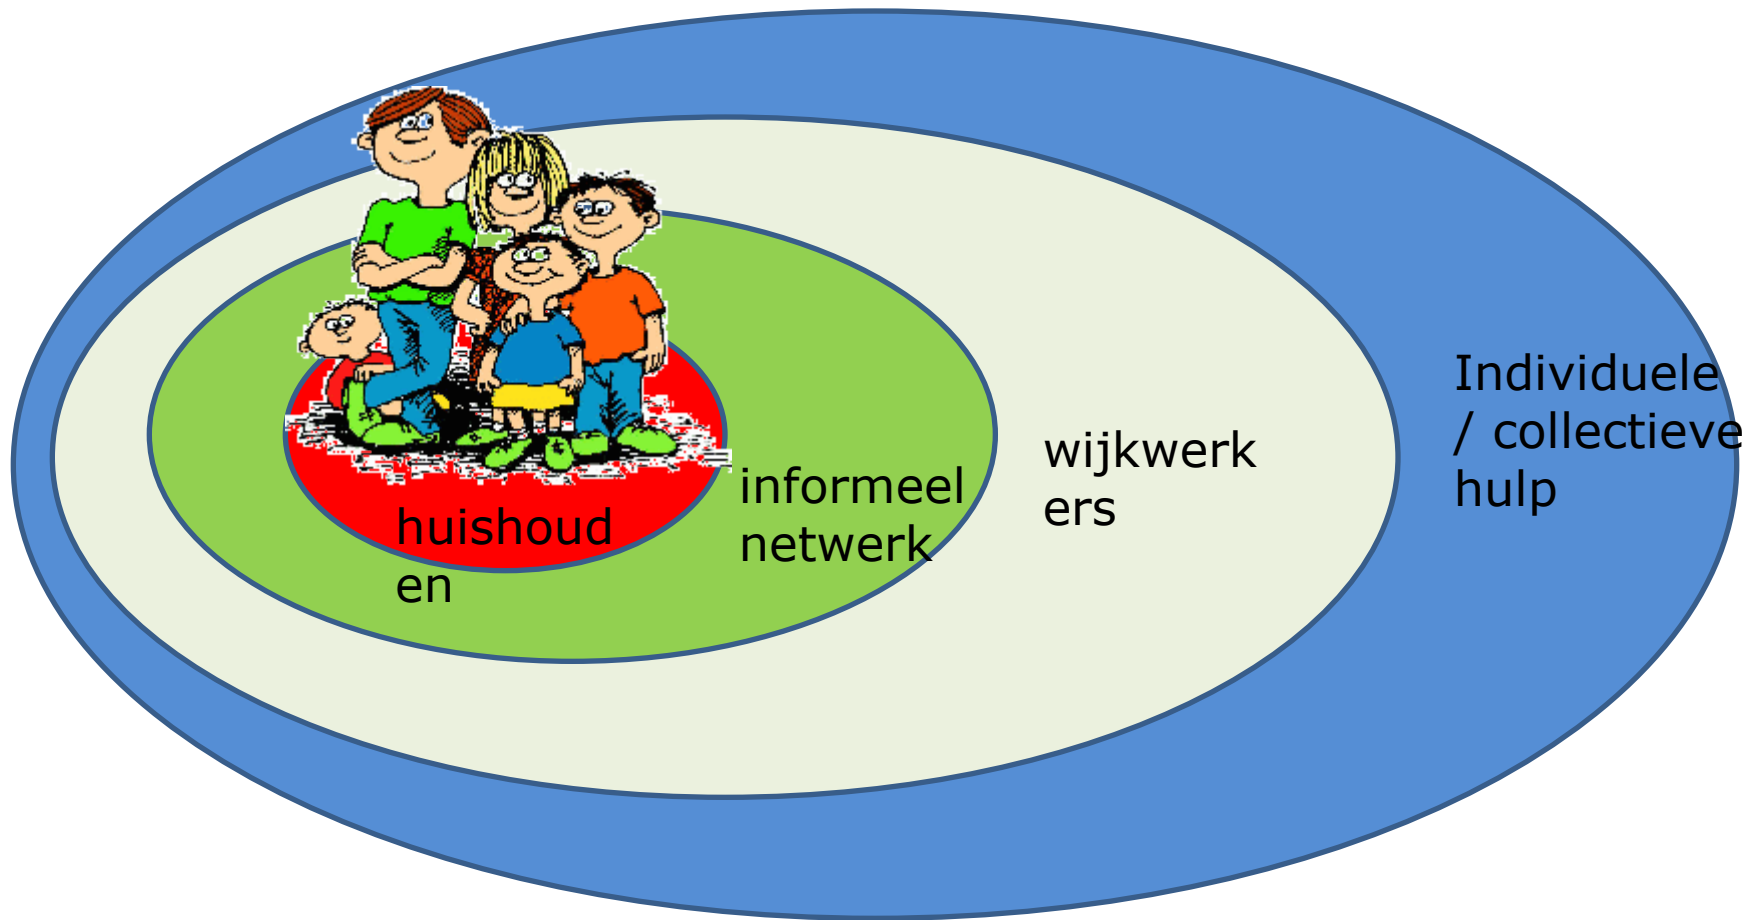 huishoud
en
informeel
netwerk
wijkwerk
ers
Individuele
/ collectieve
hulp